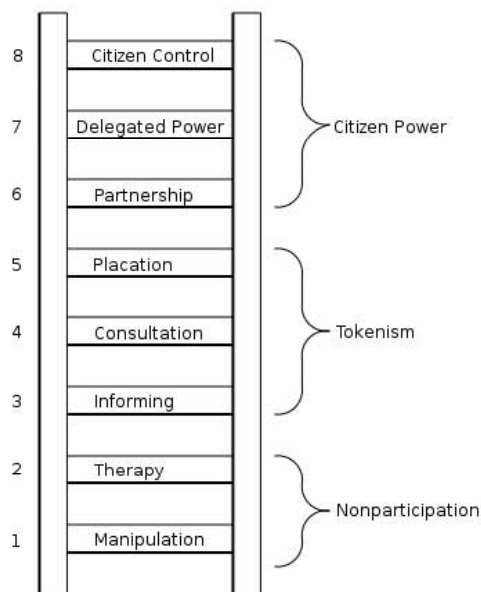 8 Citizen Control
7 Delegated Power
Citizen Power
6 Partnership
5 Placation
4 Consultation
Tokenism
3 Informing
2 Therapy
Nonparticipation
1 Manipulation